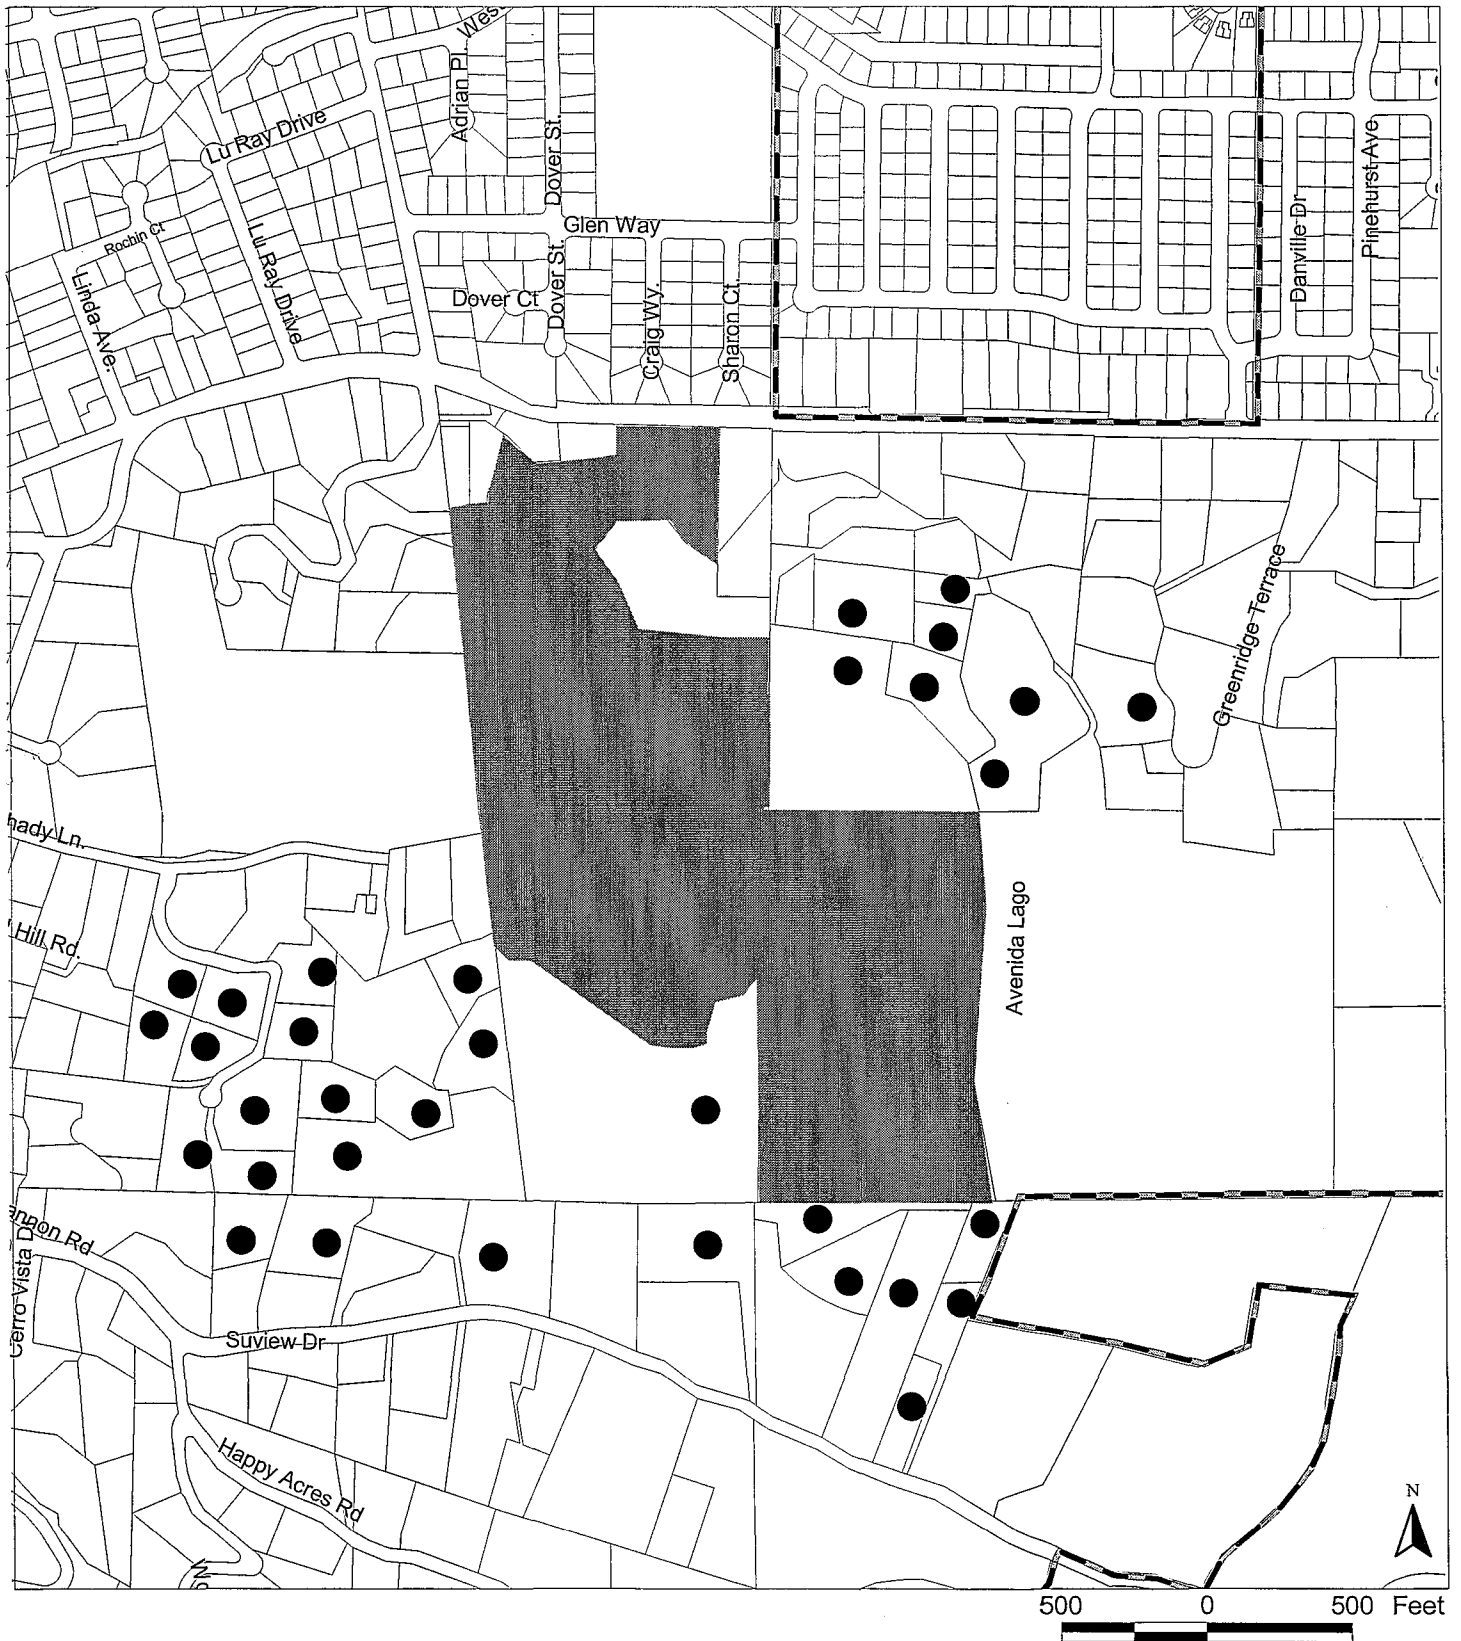 Wes
Adrian Pl.
Lu Ray Drive
Dover St.
Pinehurst Ave
Glen Way
Danville Dr
Rochin Ct
Lu Ray Drive
Dover St.
Linda Ave.
Dover Ct
Craig Wy.
Sharon Ct.
Greenridge Terrace
hady Ln.
Hill Rd.
Avenida Lago
annon Rd
Cerro Vista D
Suview Dr
Happy Acres Rd
N
500 0 500 Feet